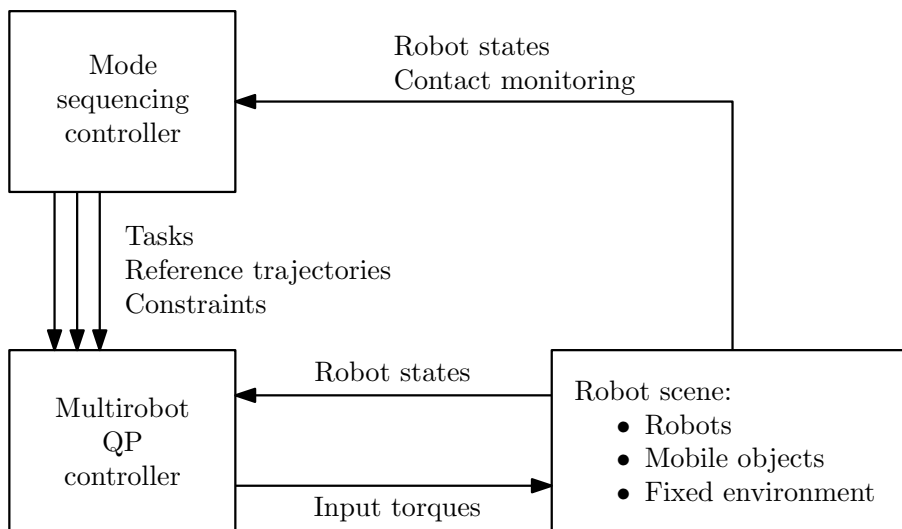 Mode
sequencing
controller
Robot states
Contact monitoring
Tasks
Reference trajectories
Constraints
Multirobot
QP
controller
Robot states
Input torques
Robot scene:
• Robots
• Mobile objects
• Fixed environment